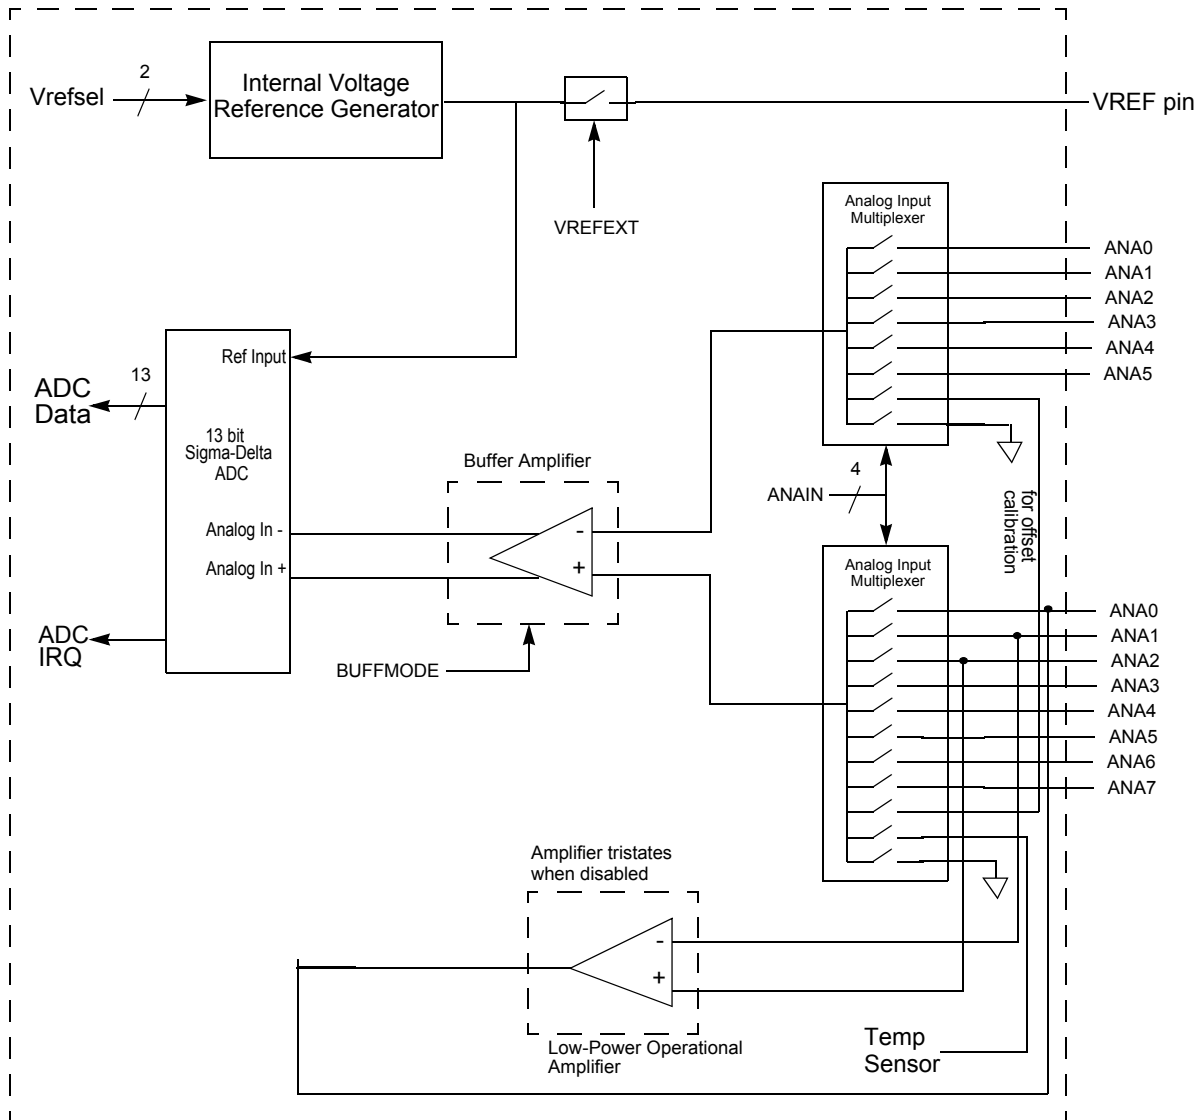 Vrefsel
2
Internal Voltage
Reference Generator
VREF pin
VREFEXT
Analog Input
Multiplexer
ANA0
ANA1
ANA2
ANA3
ANA4
ANA5
Ref Input
13
ADC
Data
13 bit
Sigma-Delta
ADC
Buffer Amplifier
4
ANAIN
for offset
calibration
Analog In -
Analog In +
-
+
Analog Input
Multiplexer
ADC
IRQ
BUFFMODE
ANA0
ANA1
ANA2
ANA3
ANA4
ANA5
ANA6
ANA7
Amplifier tristates
when disabled
-
+
Low-Power Operational
Amplifier
Temp
Sensor